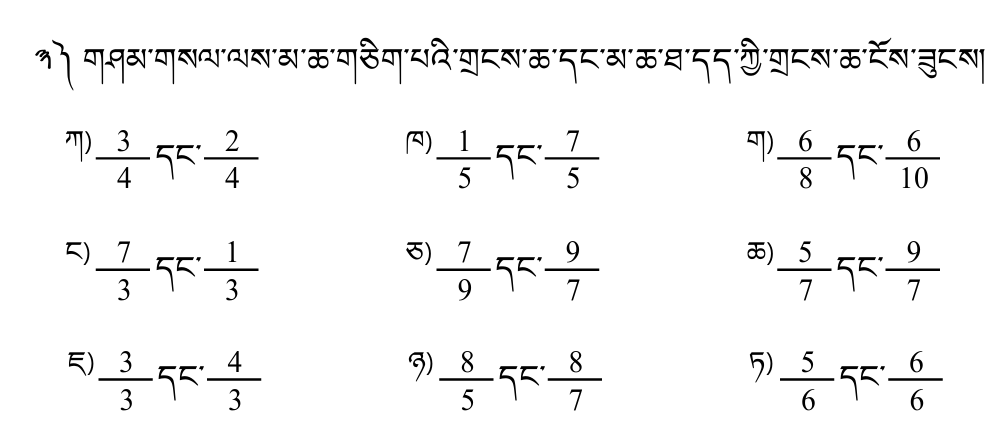 ༣༽ གཤམ་གསལ་ལས་མ་ཆ་གཅིག་པའི་གྲངས་ཆ་དང་མ་ཆ་ཐ་དད་ཀྱི་གྲངས་ཆ་ངོས་ཟུངས།
ཀ) 3/4 དང་ 2/4 ཁ) 1/5 དང་ 7/5 ག) 6/8 དང་ 6/10
ང) 7/3 དང་ 1/3 ཅ) 7/9 དང་ 9/7 ཆ) 5/7 དང་ 9/7
ཇ) 3/3 དང་ 4/3 ཉ) 8/5 དང་ 8/7 ཏ) 5/6 དང་ 6/6